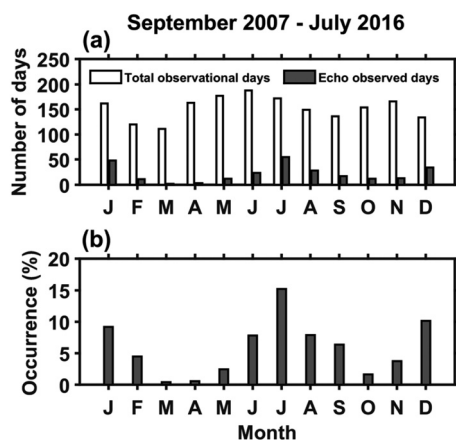 September 2007 - July 2016
(a)
Total observational days Echo observed days
Number of days
250
200
150
100
50
0
J F M A M J J A S O N D
(b)
Occurrence (%)
20
15
10
5
0
J F M A M J J A S O N D
Month